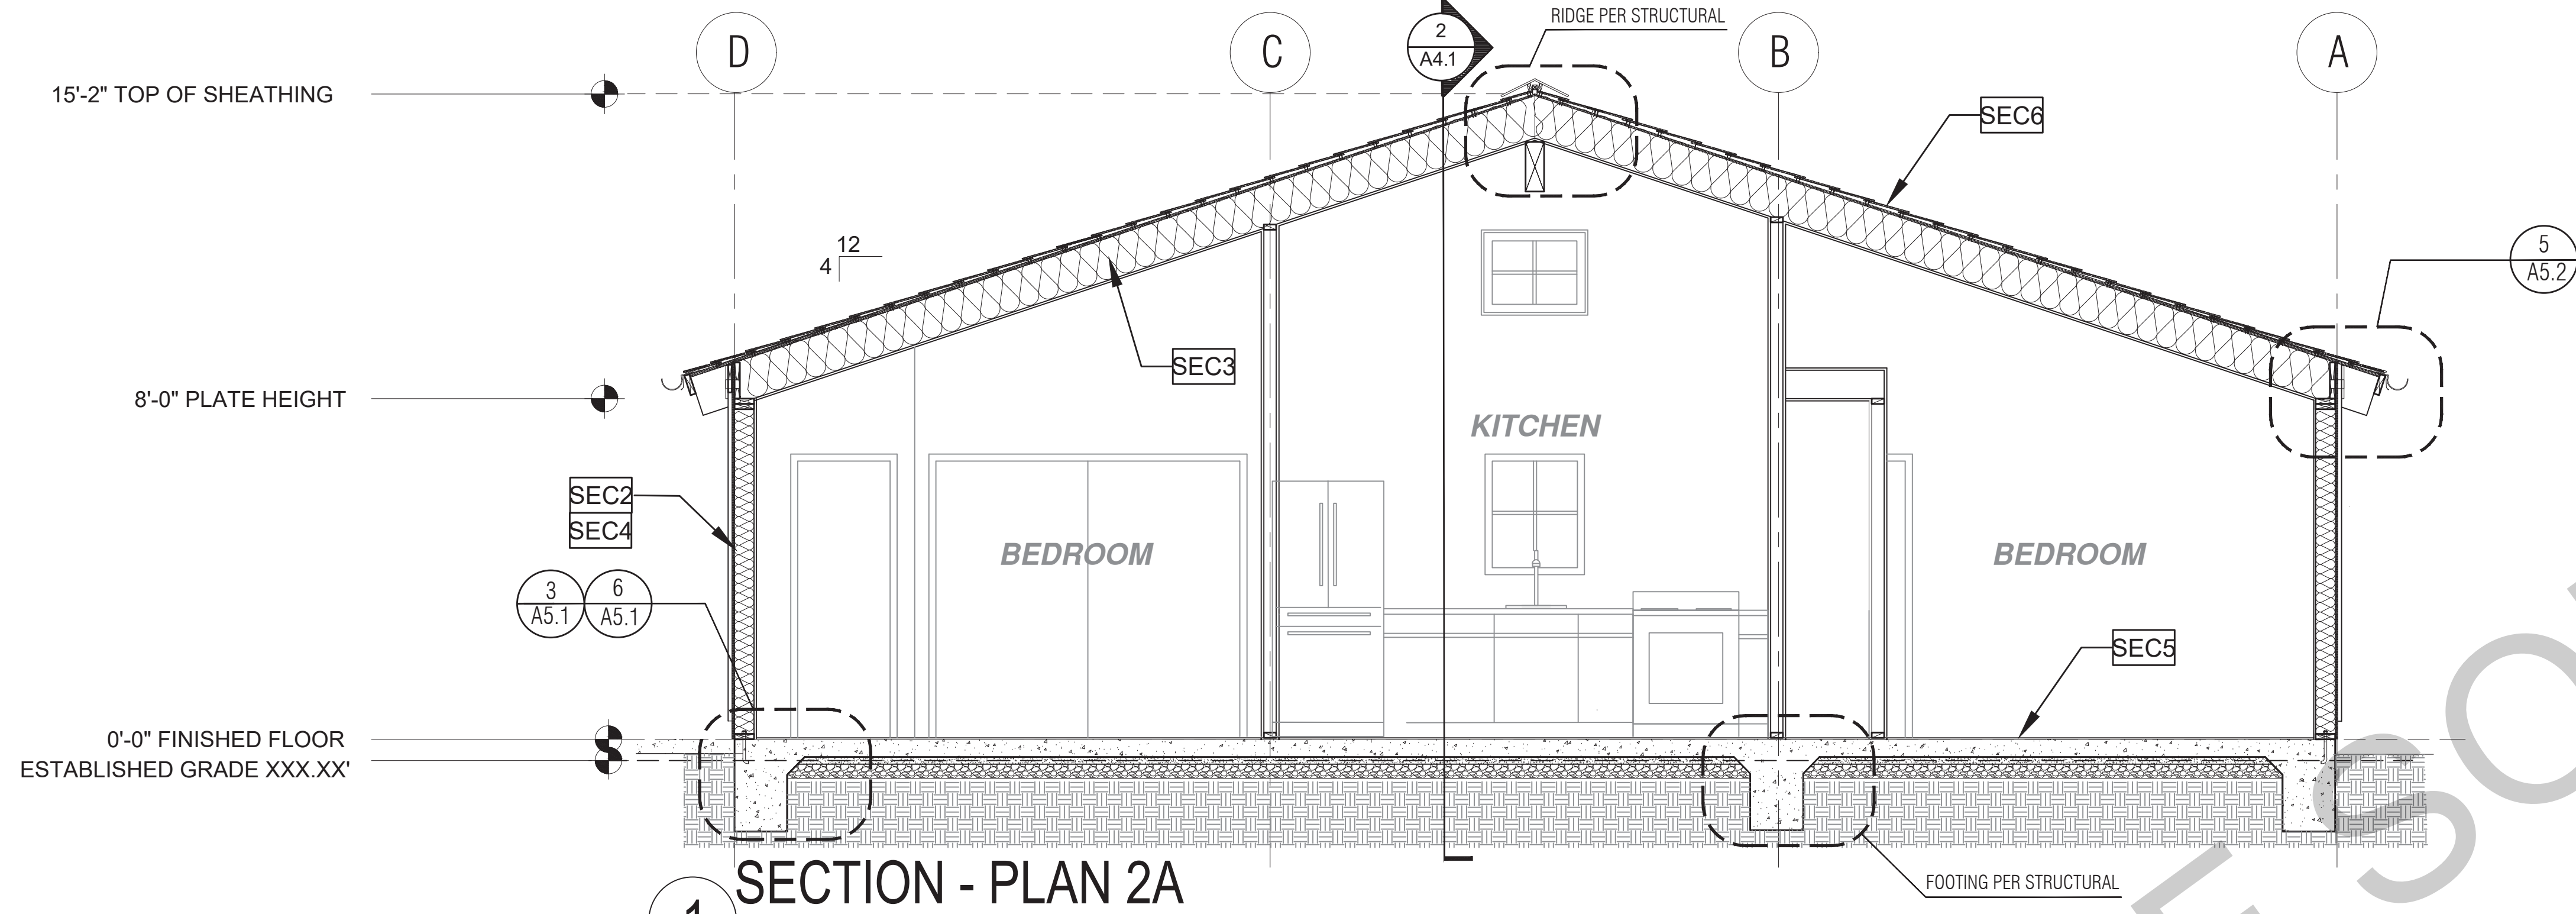 RIDGE PER STRUCTURAL
D
C
2
A4.1
B
A
15'-2" TOP OF SHEATHING
SEC6
12
4
5
A5.2
SEC3
8'-0" PLATE HEIGHT
KITCHEN
SEC2
SEC4
BEDROOM
BEDROOM
3
A5.1
6
A5.1
SEC5
0'-0" FINISHED FLOOR
ESTABLISHED GRADE XXX.XX'
SECTION - PLAN 2A
1
FOOTING PER STRUCTURAL